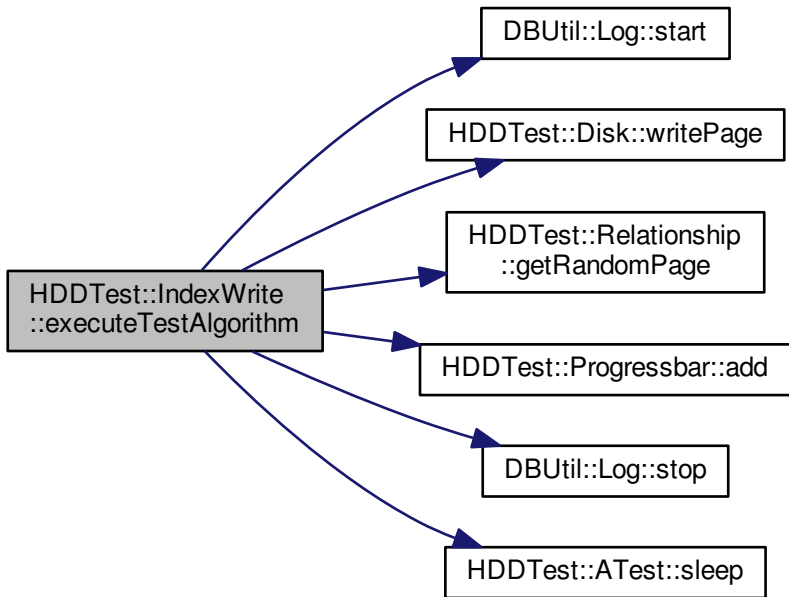 DBUtil::Log::start
HDDTest::Disk::writePage
HDDTest::Relationship
::getRandomPage
HDDTest::IndexWrite
::executeTestAlgorithm
HDDTest::Progressbar::add
DBUtil::Log::stop
HDDTest::ATest::sleep